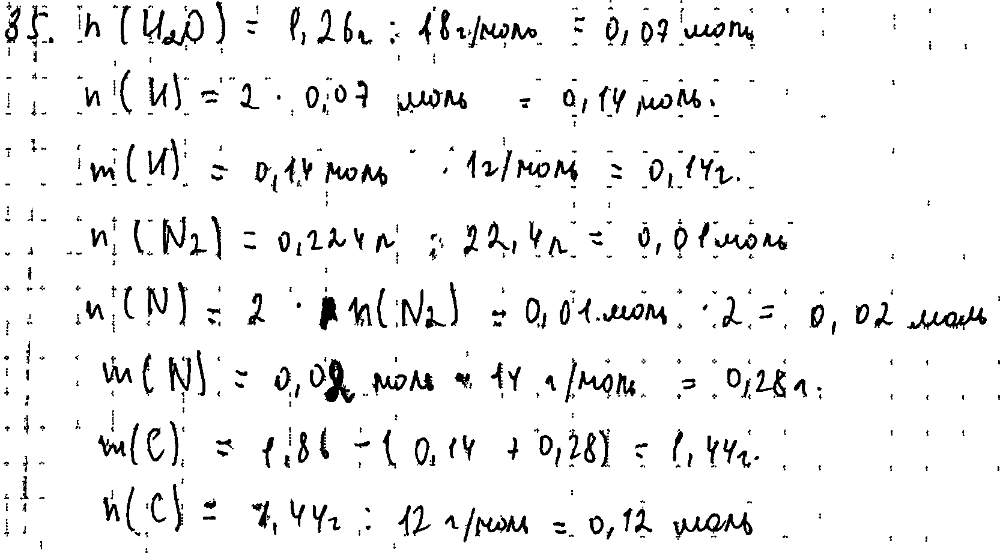 35. n(H₂O) = 1,26г : 18г/моль = 0,07 моль
n(H) = 2 · 0,07 моль = 0,14 моль.
m(H) = 0,14 моль · 1г/моль = 0,14г.
n(N₂) = 0,224л : 22,4л = 0,01 моль
n(N) = 2 · n(N₂) = 0,01 моль · 2 = 0,02 моль
m(N) = 0,02 моль · 14 г/моль = 0,28г.
m(C) = 1,86 - (0,14 + 0,28) = 1,44г.
n(C) = 1,44г : 12 г/моль = 0,12 моль